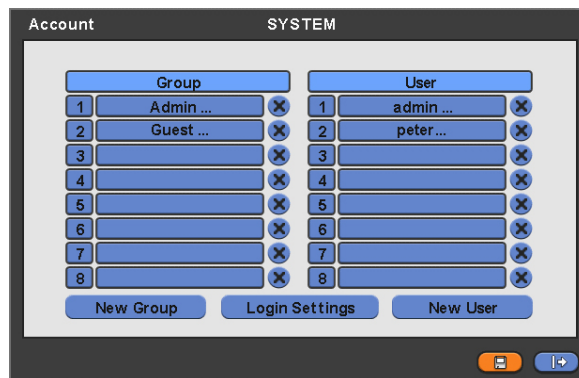 Account SYSTEM
Group User
1 Admin ... 1 admin ...
2 Guest ... 2 peter...
3 3
4 4
5 5
6 6
7 7
8 8
New Group Login Settings New User